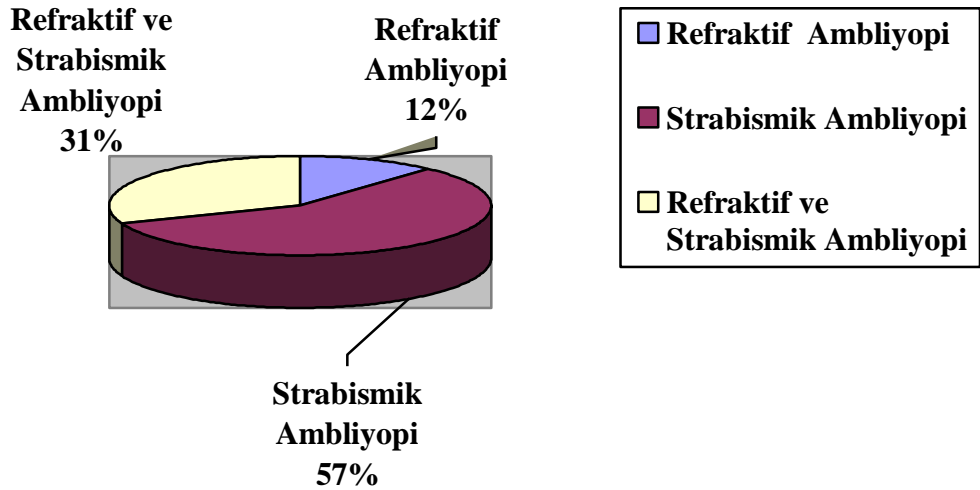 Refraktif ve
Strabismik
Ambliyopi
31%
Refraktif
Ambliyopi
12%
Strabismik
Ambliyopi
57%
Refraktif Ambliyopi
Strabismik Ambliyopi
Refraktif ve
Strabismik Ambliyopi